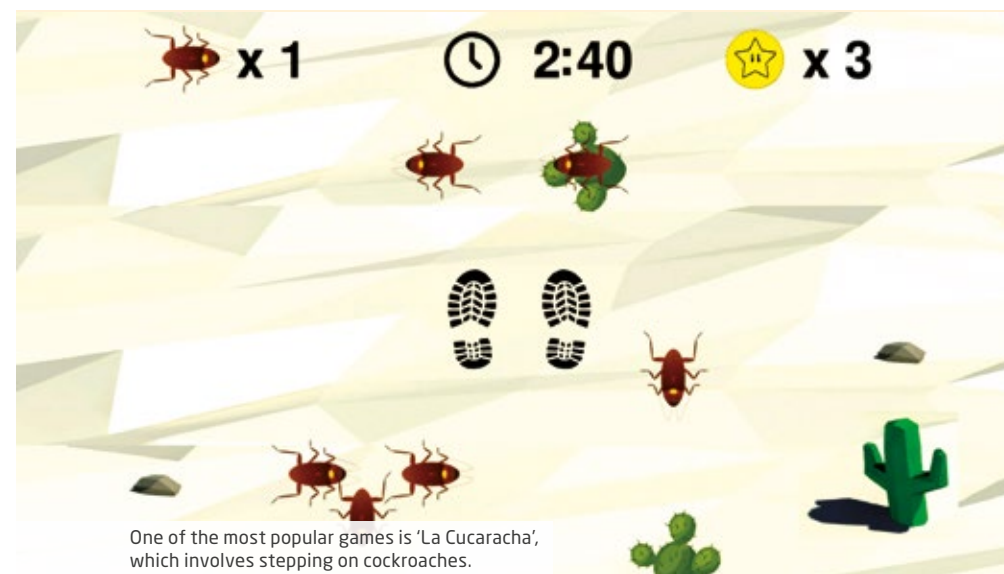 x 1 2:40 x 3
One of the most popular games is ‘La Cucaracha’,
which involves stepping on cockroaches.